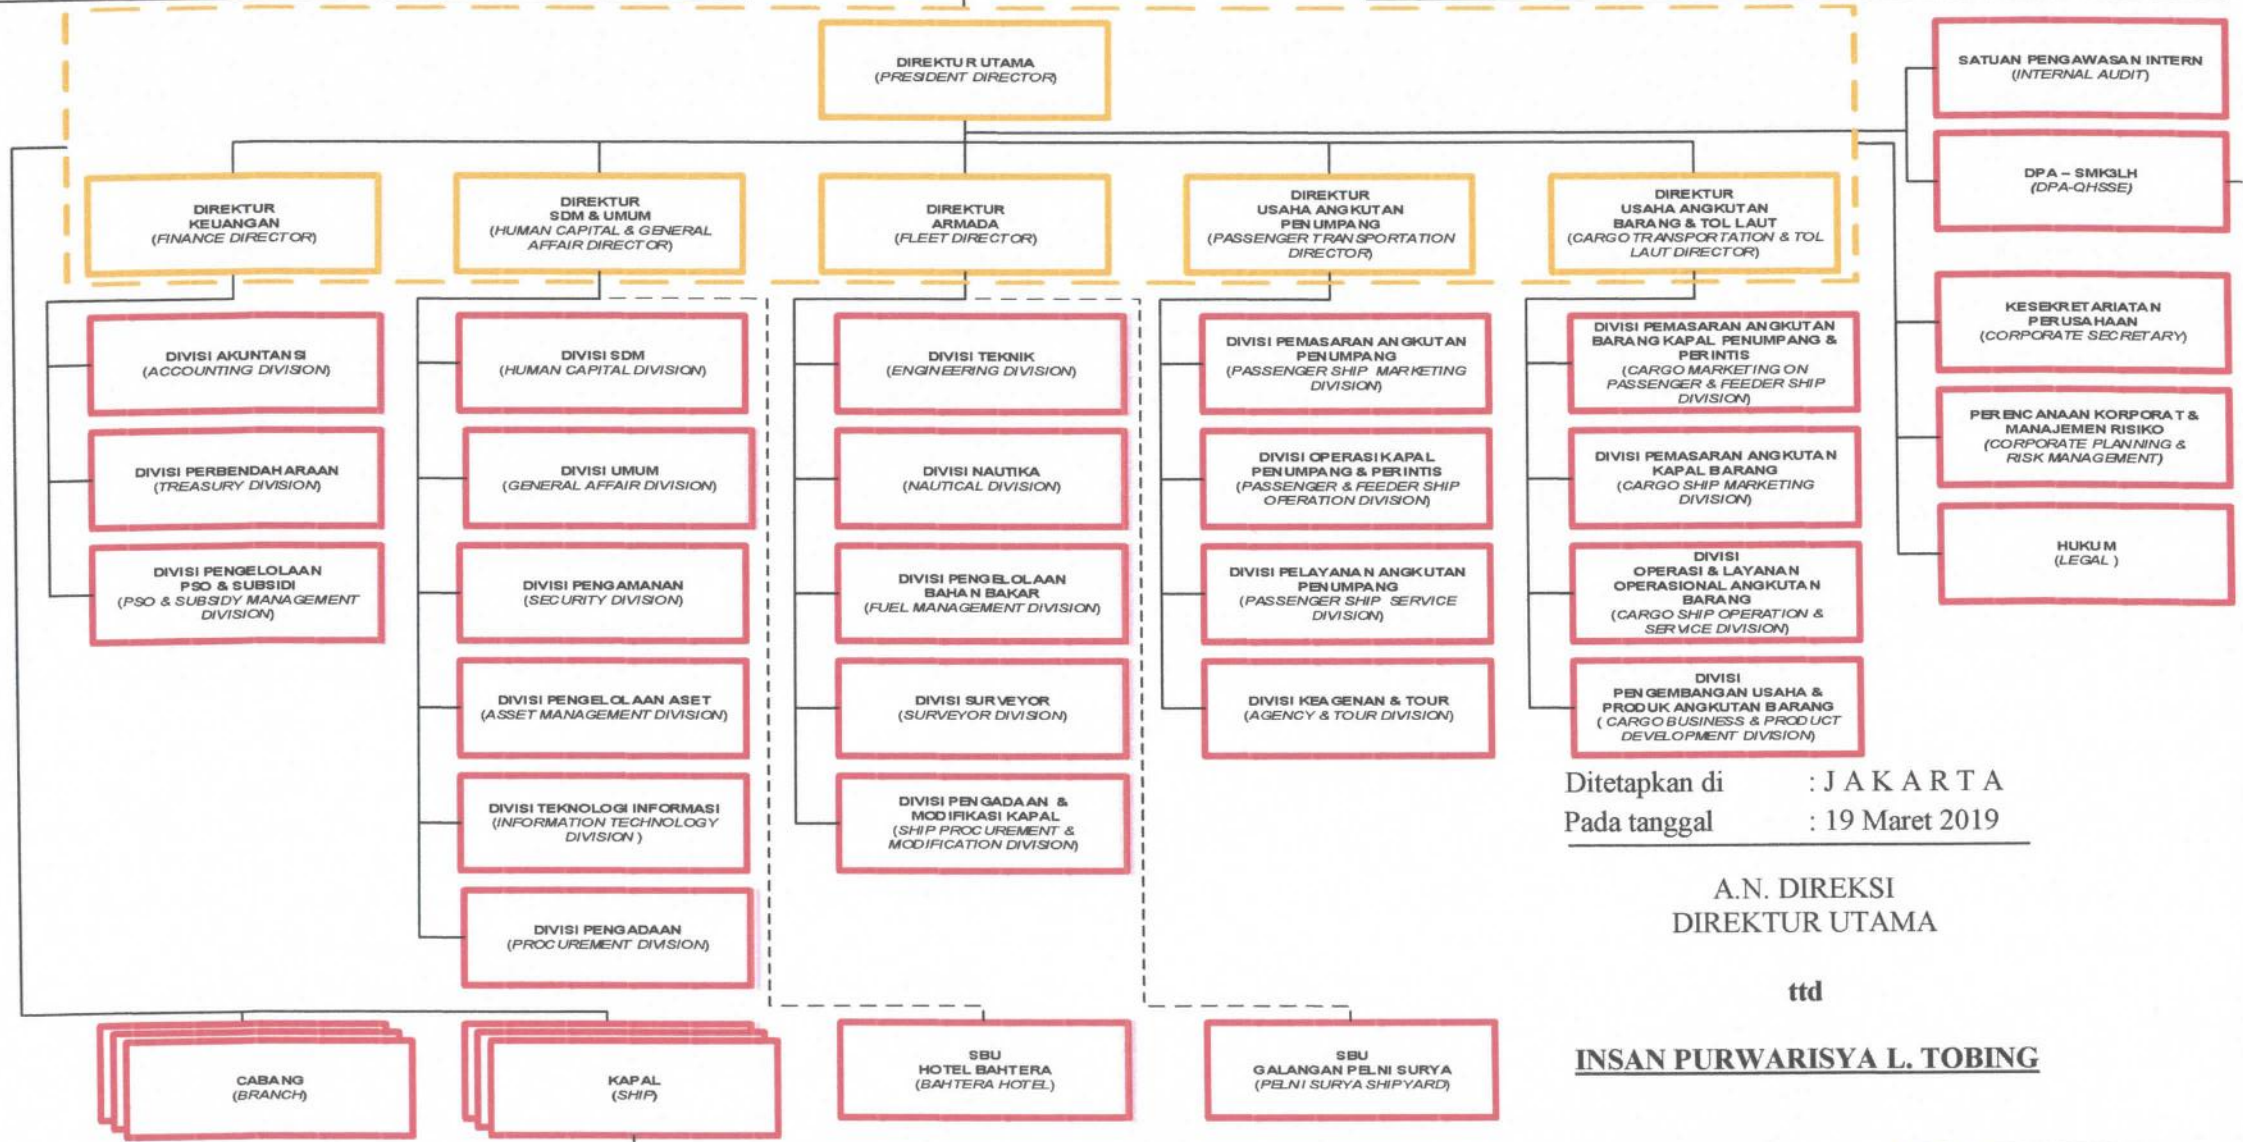 DIREKTUR UTAMA
(PRESIDENT DIRECTOR)
SATUAN PENGAWASAN INTERN
(INTERNAL AUDIT)
DPA – SMK3LH
(DPA-QHSSE)
DIREKTUR
KEUANGAN
(FINANCE DIRECTOR)
DIREKTUR
SDM & UMUM
(HUMAN CAPITAL & GENERAL
AFFAIR DIRECTOR)
DIREKTUR
ARMADA
(FLEET DIRECTOR)
DIREKTUR
USAHA ANGKUTAN
PENUMPANG
(PASSENGER TRANSPORTATION
DIRECTOR)
DIREKTUR
USAHA ANGKUTAN
BARANG & TOL LAUT
(CARGO TRANSPORTATION & TOL
LAUT DIRECTOR)
KESEKRETARIATAN
PERUSAHAAN
(CORPORATE SECRETARY)
PERENCANAAN KORPORAT &
MANAJEMEN RISIKO
(CORPORATE PLANNING &
RISK MANAGEMENT)
HUKUM
(LEGAL )
DIVISI AKUNTANSI
(ACCOUNTING DIVISION)
DIVISI PERBENDAHARAAN
(TREASURY DIVISION)
DIVISI PENGELOLAAN
PSO & SUBSIDI
(PSO & SUBSIDY MANAGEMENT
DIVISION)
DIVISI SDM
(HUMAN CAPITAL DIVISION)
DIVISI UMUM
(GENERAL AFFAIR DIVISION)
DIVISI PENGAMANAN
(SECURITY DIVISION)
DIVISI PENGELOLAAN ASET
(ASSET MANAGEMENT DIVISION)
DIVISI TEKNOLOGI INFORMASI
(INFORMATION TECHNOLOGY
DIVISION )
DIVISI PENGADAAN
(PROCUREMENT DIVISION)
DIVISI TEKNIK
(ENGINEERING DIVISION)
DIVISI NAUTIKA
(NAUTICAL DIVISION)
DIVISI PENGELOLAAN
BAHAN BAKAR
(FUEL MANAGEMENT DIVISION)
DIVISI SURVEYOR
(SURVEYOR DIVISION)
DIVISI PENGADAAN &
MODIFIKASI KAPAL
(SHIP PROCUREMENT &
MODIFICATION DIVISION)
DIVISI PEMASARAN ANGKUTAN
PENUMPANG
(PASSENGER SHIP MARKETING
DIVISION)
DIVISI OPERASI KAPAL
PENUMPANG & PERINTIS
(PASSENGER & FEEDER SHIP
OPERATION DIVISION)
DIVISI PELAYANAN ANGKUTAN
PENUMPANG
(PASSENGER SHIP SERVICE
DIVISION)
DIVISI KEAGENAN & TOUR
(AGENCY & TOUR DIVISION)
DIVISI PEMASARAN ANGKUTAN
BARANG KAPAL PENUMPANG &
PERINTIS
(CARGO MARKETING ON
PASSENGER & FEEDER SHIP
DIVISION)
DIVISI PEMASARAN ANGKUTAN
KAPAL BARANG
(CARGO SHIP MARKETING
DIVISION)
DIVISI
OPERASI & LAYANAN
OPERASIONAL ANGKUTAN
BARANG
(CARGO SHIP OPERATION &
SERVICE DIVISION)
DIVISI
PENGEMBANGAN USAHA &
PRODUK ANGKUTAN BARANG
( CARGO BUSINESS & PRODUCT
DEVELOPMENT DIVISION)
CABANG
(BRANCH)
KAPAL
(SHIP)
SBU
HOTEL BAHTERA
(BAHTERA HOTEL)
SBU
GALANGAN PELNI SURYA
(PELNI SURYA SHIPYARD)
Ditetapkan di : J A K A R T A
Pada tanggal : 19 Maret 2019
A.N. DIREKSI
DIREKTUR UTAMA
ttd
INSAN PURWARISYA L. TOBING